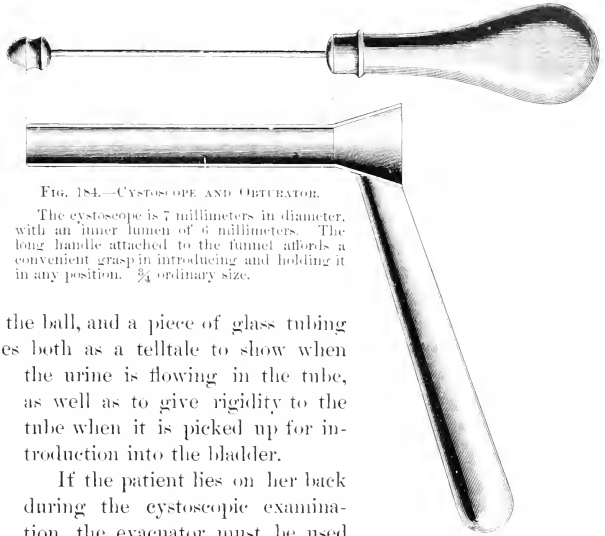 FIG. 184.—CYSTOSCOPE AND OBTURATOR.
The cystoscope is 7 millimeters in diameter,
with an inner lumen of 6 millimeters. The
long handle attached to the funnel affords a
convenient grasp in introducing and holding it
in any position. ¾ ordinary size.
the ball, and a piece of glass tubing
es both as a telltale to show when
the urine is flowing in the tube,
as well as to give rigidity to the
tube when it is picked up for in-
troduction into the bladder.
If the patient lies on her back
during the cystoscopic examina-
tion, the evacuator must be used